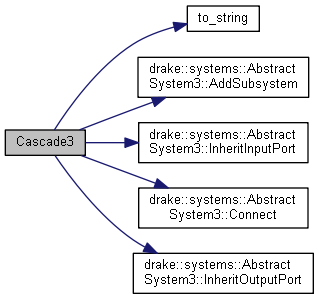 Cascade3
to_string
drake::systems::Abstract
System3::AddSubsystem
drake::systems::Abstract
System3::InheritInputPort
drake::systems::Abstract
System3::Connect
drake::systems::Abstract
System3::InheritOutputPort